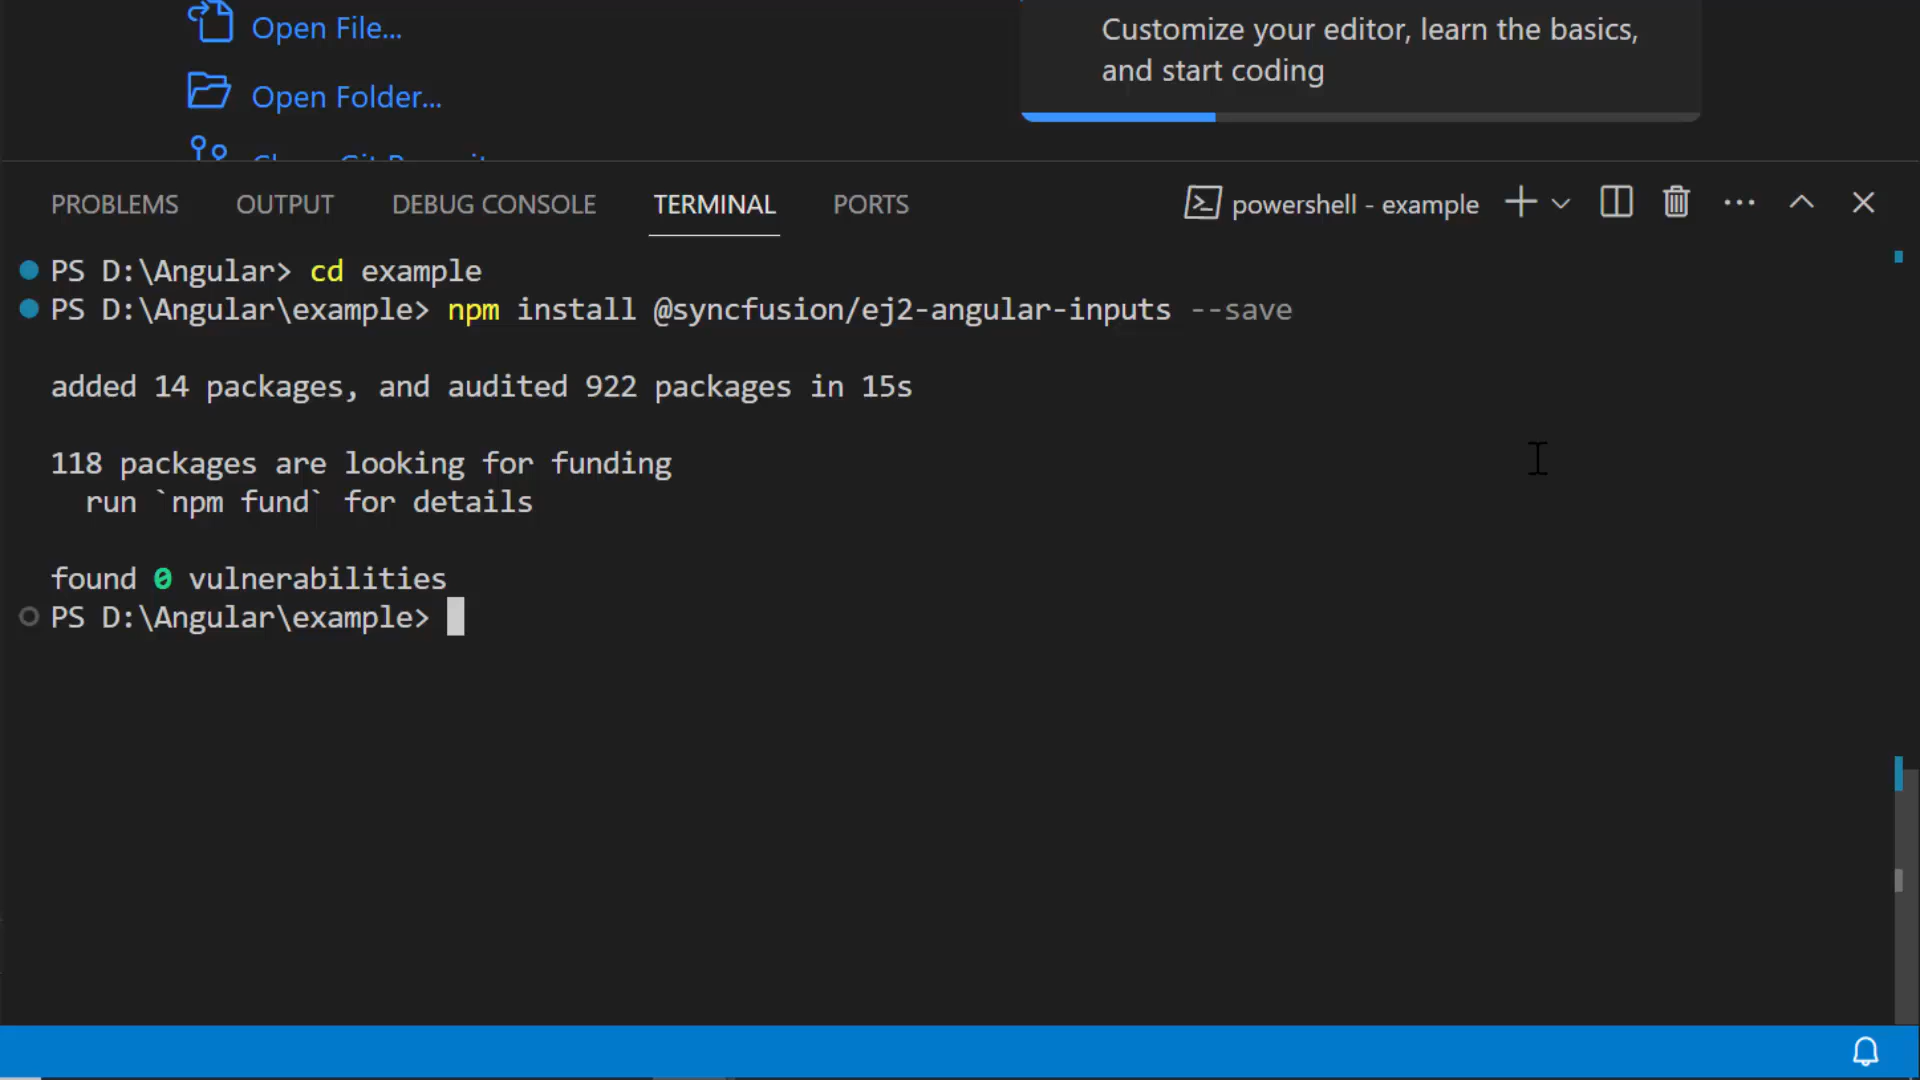 Open File...
Customize your editor, learn the basics,
and start coding
Open Folder...
PROBLEMS OUTPUT DEBUG CONSOLE TERMINAL PORTS powershell - example
PS D:\Angular> cd example
PS D:\Angular\example> npm install @syncfusion/ej2-angular-inputs --save
added 14 packages, and audited 922 packages in 15s
118 packages are looking for funding
run `npm fund` for details
found 0 vulnerabilities
PS D:\Angular\example>